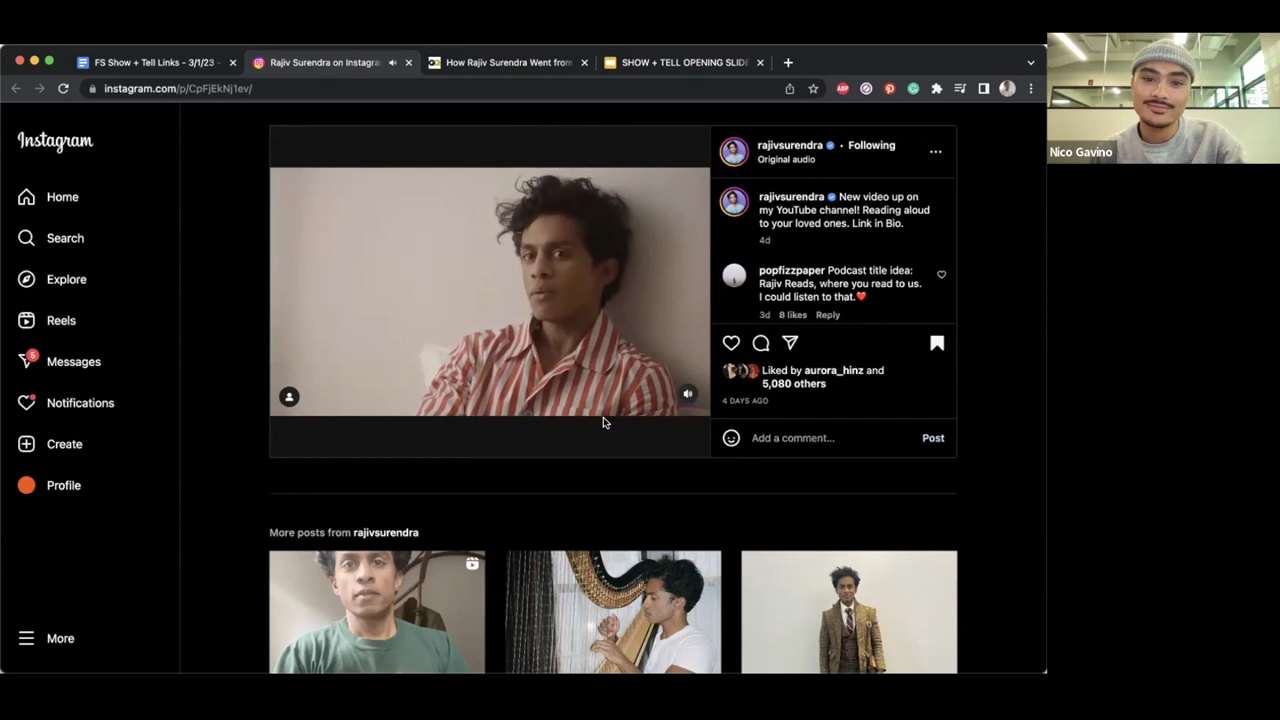 FS Show + Tell Links - 3/1/23
Rajiv Surendra on Instagra
How Rajiv Surendra Went from
SHOW + TELL OPENING SLIDE
instagram.com/p/CpFjEkNj1ev/
ABP
Nico Gavino
Instagram
Home
Search
Explore
Reels
5
Messages
Notifications
Create
Profile
More
rajivsurendra • Following
Original audio
rajivsurendra New video up on
my YouTube channel! Reading aloud
to your loved ones. Link in Bio.
4d
popfizzpaper Podcast title idea:
Rajiv Reads, where you read to us.
I could listen to that.❤️
3d 8 likes Reply
Liked by aurora_hinz and
5,080 others
4 DAYS AGO
Add a comment...
Post
More posts from rajivsurendra